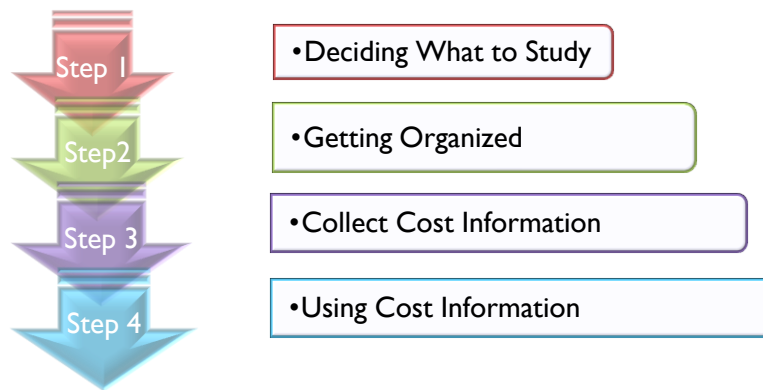 Step 1
•Deciding What to Study
Step2
•Getting Organized
Step 3
•Collect Cost Information
Step 4
•Using Cost Information